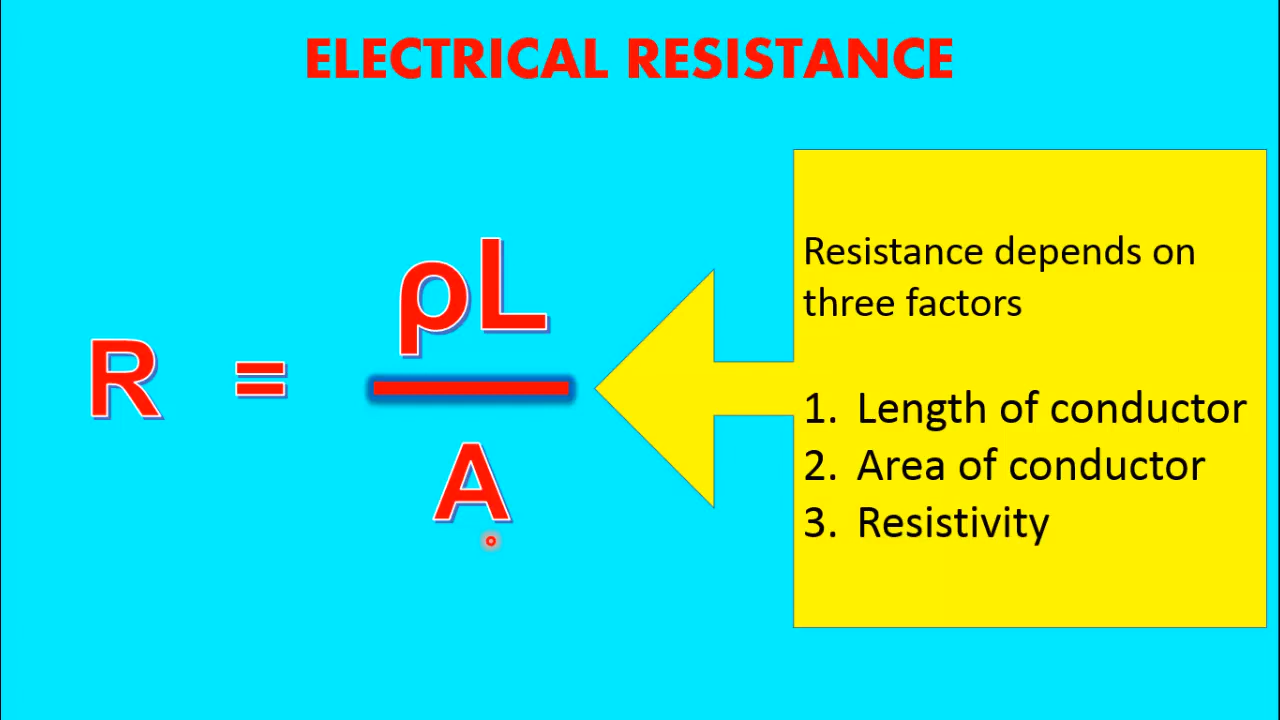 ELECTRICAL RESISTANCE
R = ρL
A
Resistance depends on
three factors
1. Length of conductor
2. Area of conductor
3. Resistivity